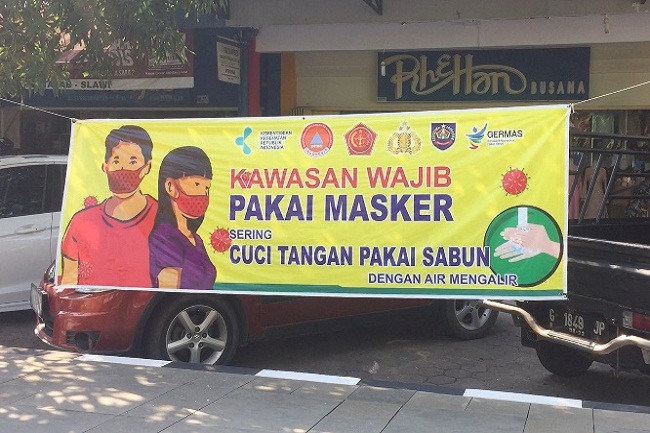 KEMENTERIAN
KESEHATAN
REPUBLIK
INDONESIA
GERMAS
KAWASAN WAJIB
PAKAI MASKER
SERING
CUCI TANGAN PAKAI SABUN
DENGAN AIR MENGALIR
BUSANA
SLAWI
G 1849 JP